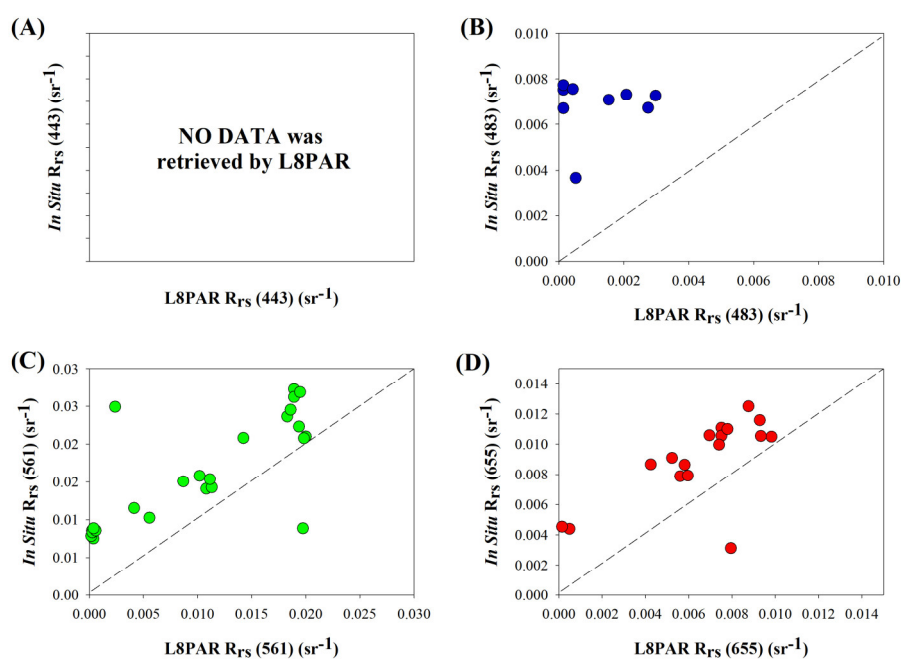 (A)
In Situ Rrs (443) (sr-1)
NO DATA was
retrieved by L8PAR
L8PAR Rrs (443) (sr-1)
(B)
In Situ Rrs (483) (sr-1)
0.010
0.008
0.006
0.004
0.002
0.000
0.000 0.002 0.004 0.006 0.008 0.010
L8PAR Rrs (483) (sr-1)
(C)
In Situ Rrs (561) (sr-1)
0.03
0.03
0.02
0.02
0.01
0.01
0.00
0.000 0.005 0.010 0.015 0.020 0.030
L8PAR Rrs (561) (sr-1)
(D)
In Situ Rrs (655) (sr-1)
0.014
0.012
0.010
0.008
0.006
0.004
0.002
0.000
0.000 0.002 0.004 0.006 0.008 0.010 0.012 0.014
L8PAR Rrs (655) (sr-1)